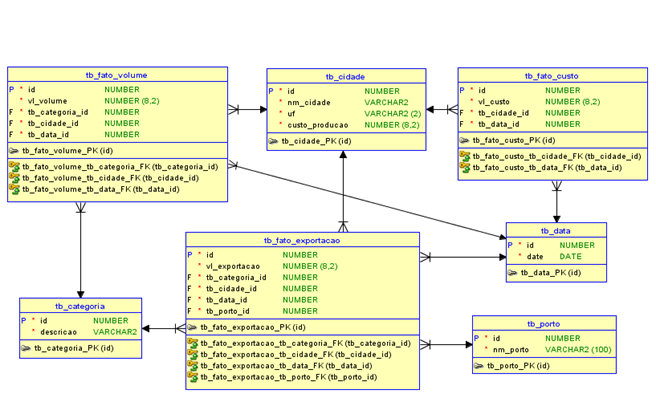 tb_fato_volume
P * id NUMBER
* vl_volume NUMBER (8,2)
F * tb_categoria_id NUMBER
F * tb_cidade_id NUMBER
F * tb_data_id NUMBER
tb_fato_volume_PK (id)
tb_fato_volume_tb_categoria_FK (tb_categoria_id)
tb_fato_volume_tb_cidade_FK (tb_cidade_id)
tb_fato_volume_tb_data_FK (tb_data_id)
tb_cidade
P * id NUMBER
* nm_cidade VARCHAR2
* uf VARCHAR2 (2)
* custo_producao NUMBER (8,2)
tb_cidade_PK (id)
tb_fato_custo
P * id NUMBER
* vl_custo NUMBER (8,2)
F * tb_cidade_id NUMBER
F * tb_data_id NUMBER
tb_fato_custo_PK (id)
tb_fato_custo_tb_cidade_FK (tb_cidade_id)
tb_fato_custo_tb_data_FK (tb_data_id)
tb_data
P * id NUMBER
* date DATE
tb_data_PK (id)
tb_fato_exportacao
P * id NUMBER
* vl_exportacao NUMBER (8,2)
F * tb_categoria_id NUMBER
F * tb_cidade_id NUMBER
F * tb_data_id NUMBER
F * tb_porto_id NUMBER
tb_fato_exportacao_PK (id)
tb_fato_exportacao_tb_categoria_FK (tb_categoria_id)
tb_fato_exportacao_tb_cidade_FK (tb_cidade_id)
tb_fato_exportacao_tb_data_FK (tb_data_id)
tb_fato_exportacao_tb_porto_FK (tb_porto_id)
tb_categoria
P * id NUMBER
* descricao VARCHAR2
tb_categoria_PK (id)
tb_porto
P * id NUMBER
* nm_porto VARCHAR2 (100)
tb_porto_PK (id)